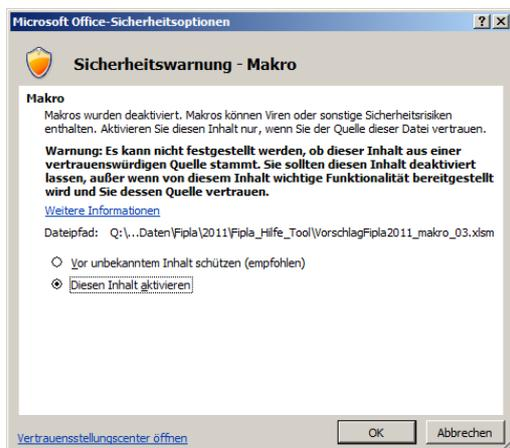 Microsoft Office-Sicherheitsoptionen
Sicherheitswarnung - Makro
Makro
Makros wurden deaktiviert. Makros können Viren oder sonstige Sicherheitsrisiken
enthalten. Aktivieren Sie diesen Inhalt nur, wenn Sie der Quelle dieser Datei vertrauen.
Warnung: Es kann nicht festgestellt werden, ob dieser Inhalt aus einer
vertrauenswürdigen Quelle stammt. Sie sollten diesen Inhalt deaktiviert
lassen, außer wenn von diesem Inhalt wichtige Funktionalität bereitgestellt
wird und Sie dessen Quelle vertrauen.
Weitere Informationen
Dateipfad: Q:\...Daten\Fipla\2011\Fipla_Hilfe_Tool\VorschlagFipla2011_makro_03.xlsm
Vor unbekanntem Inhalt schützen (empfohlen)
Diesen Inhalt aktivieren
Vertrauensstellungscenter öffnen
OK Abbrechen